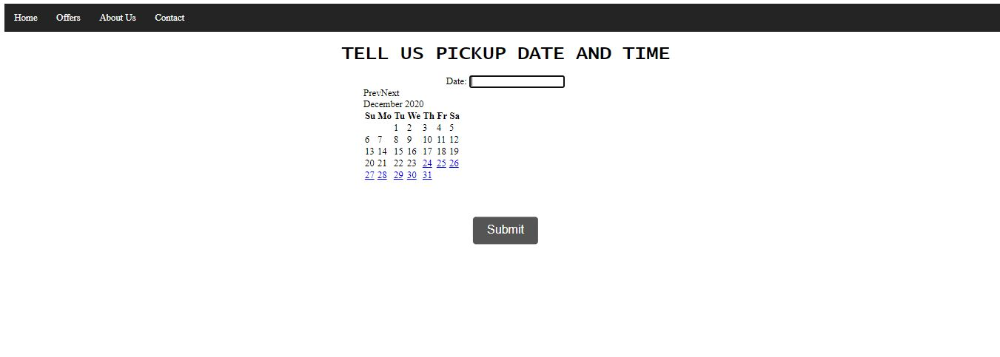 Home Offers About Us Contact
TELL US PICKUP DATE AND TIME
Date:
PrevNext
December 2020
Su Mo Tu We Th Fr Sa
1 2 3 4 5
6 7 8 9 10 11 12
13 14 15 16 17 18 19
20 21 22 23 24 25 26
27 28 29 30 31
Submit